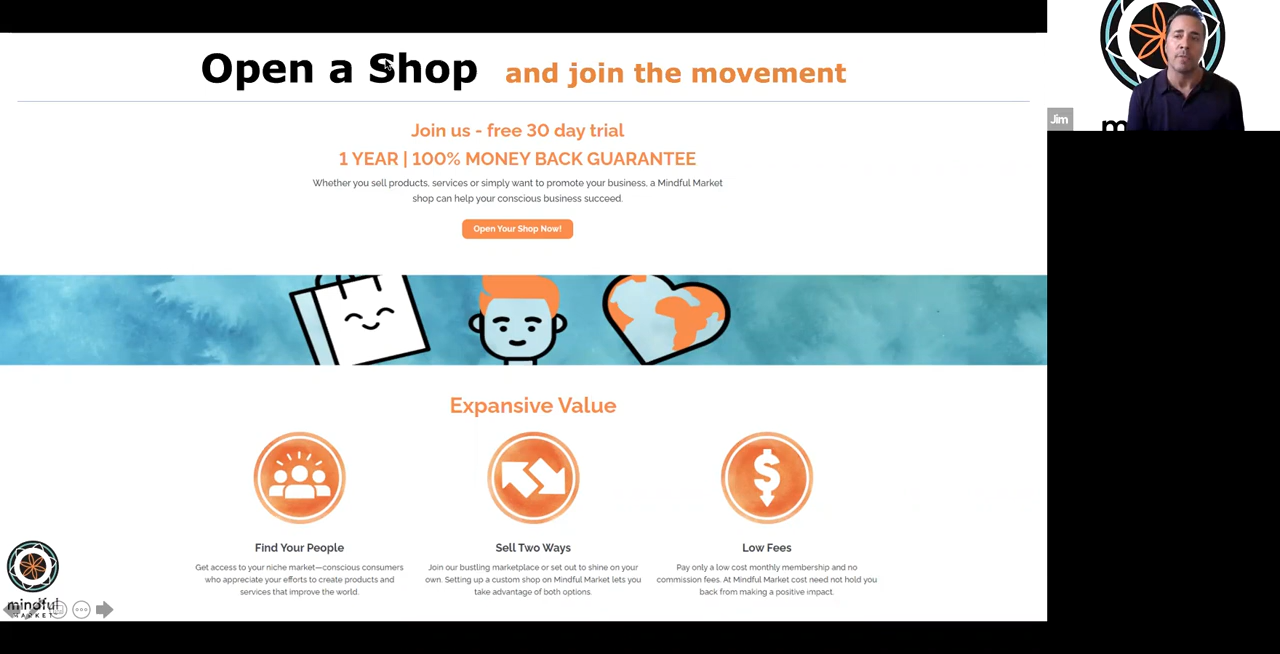 Open a Shop and join the movement
Join us - free 30 day trial
1 YEAR | 100% MONEY BACK GUARANTEE
Whether you sell products, services or simply want to promote your business, a Mindful Market
shop can help your conscious business succeed.
Open Your Shop Now!
Expansive Value
Find Your People
Get access to your niche market—conscious consumers
who appreciate your efforts to create products and
services that improve the world.
Sell Two Ways
Join our bustling marketplace or set out to shine on your
own. Setting up a custom shop on Mindful Market lets you
take advantage of both options.
Low Fees
Pay only a low cost monthly membership and no
commission fees. At Mindful Market cost need not hold you
back from making a positive impact.
mindful
MARKET
Jim
m